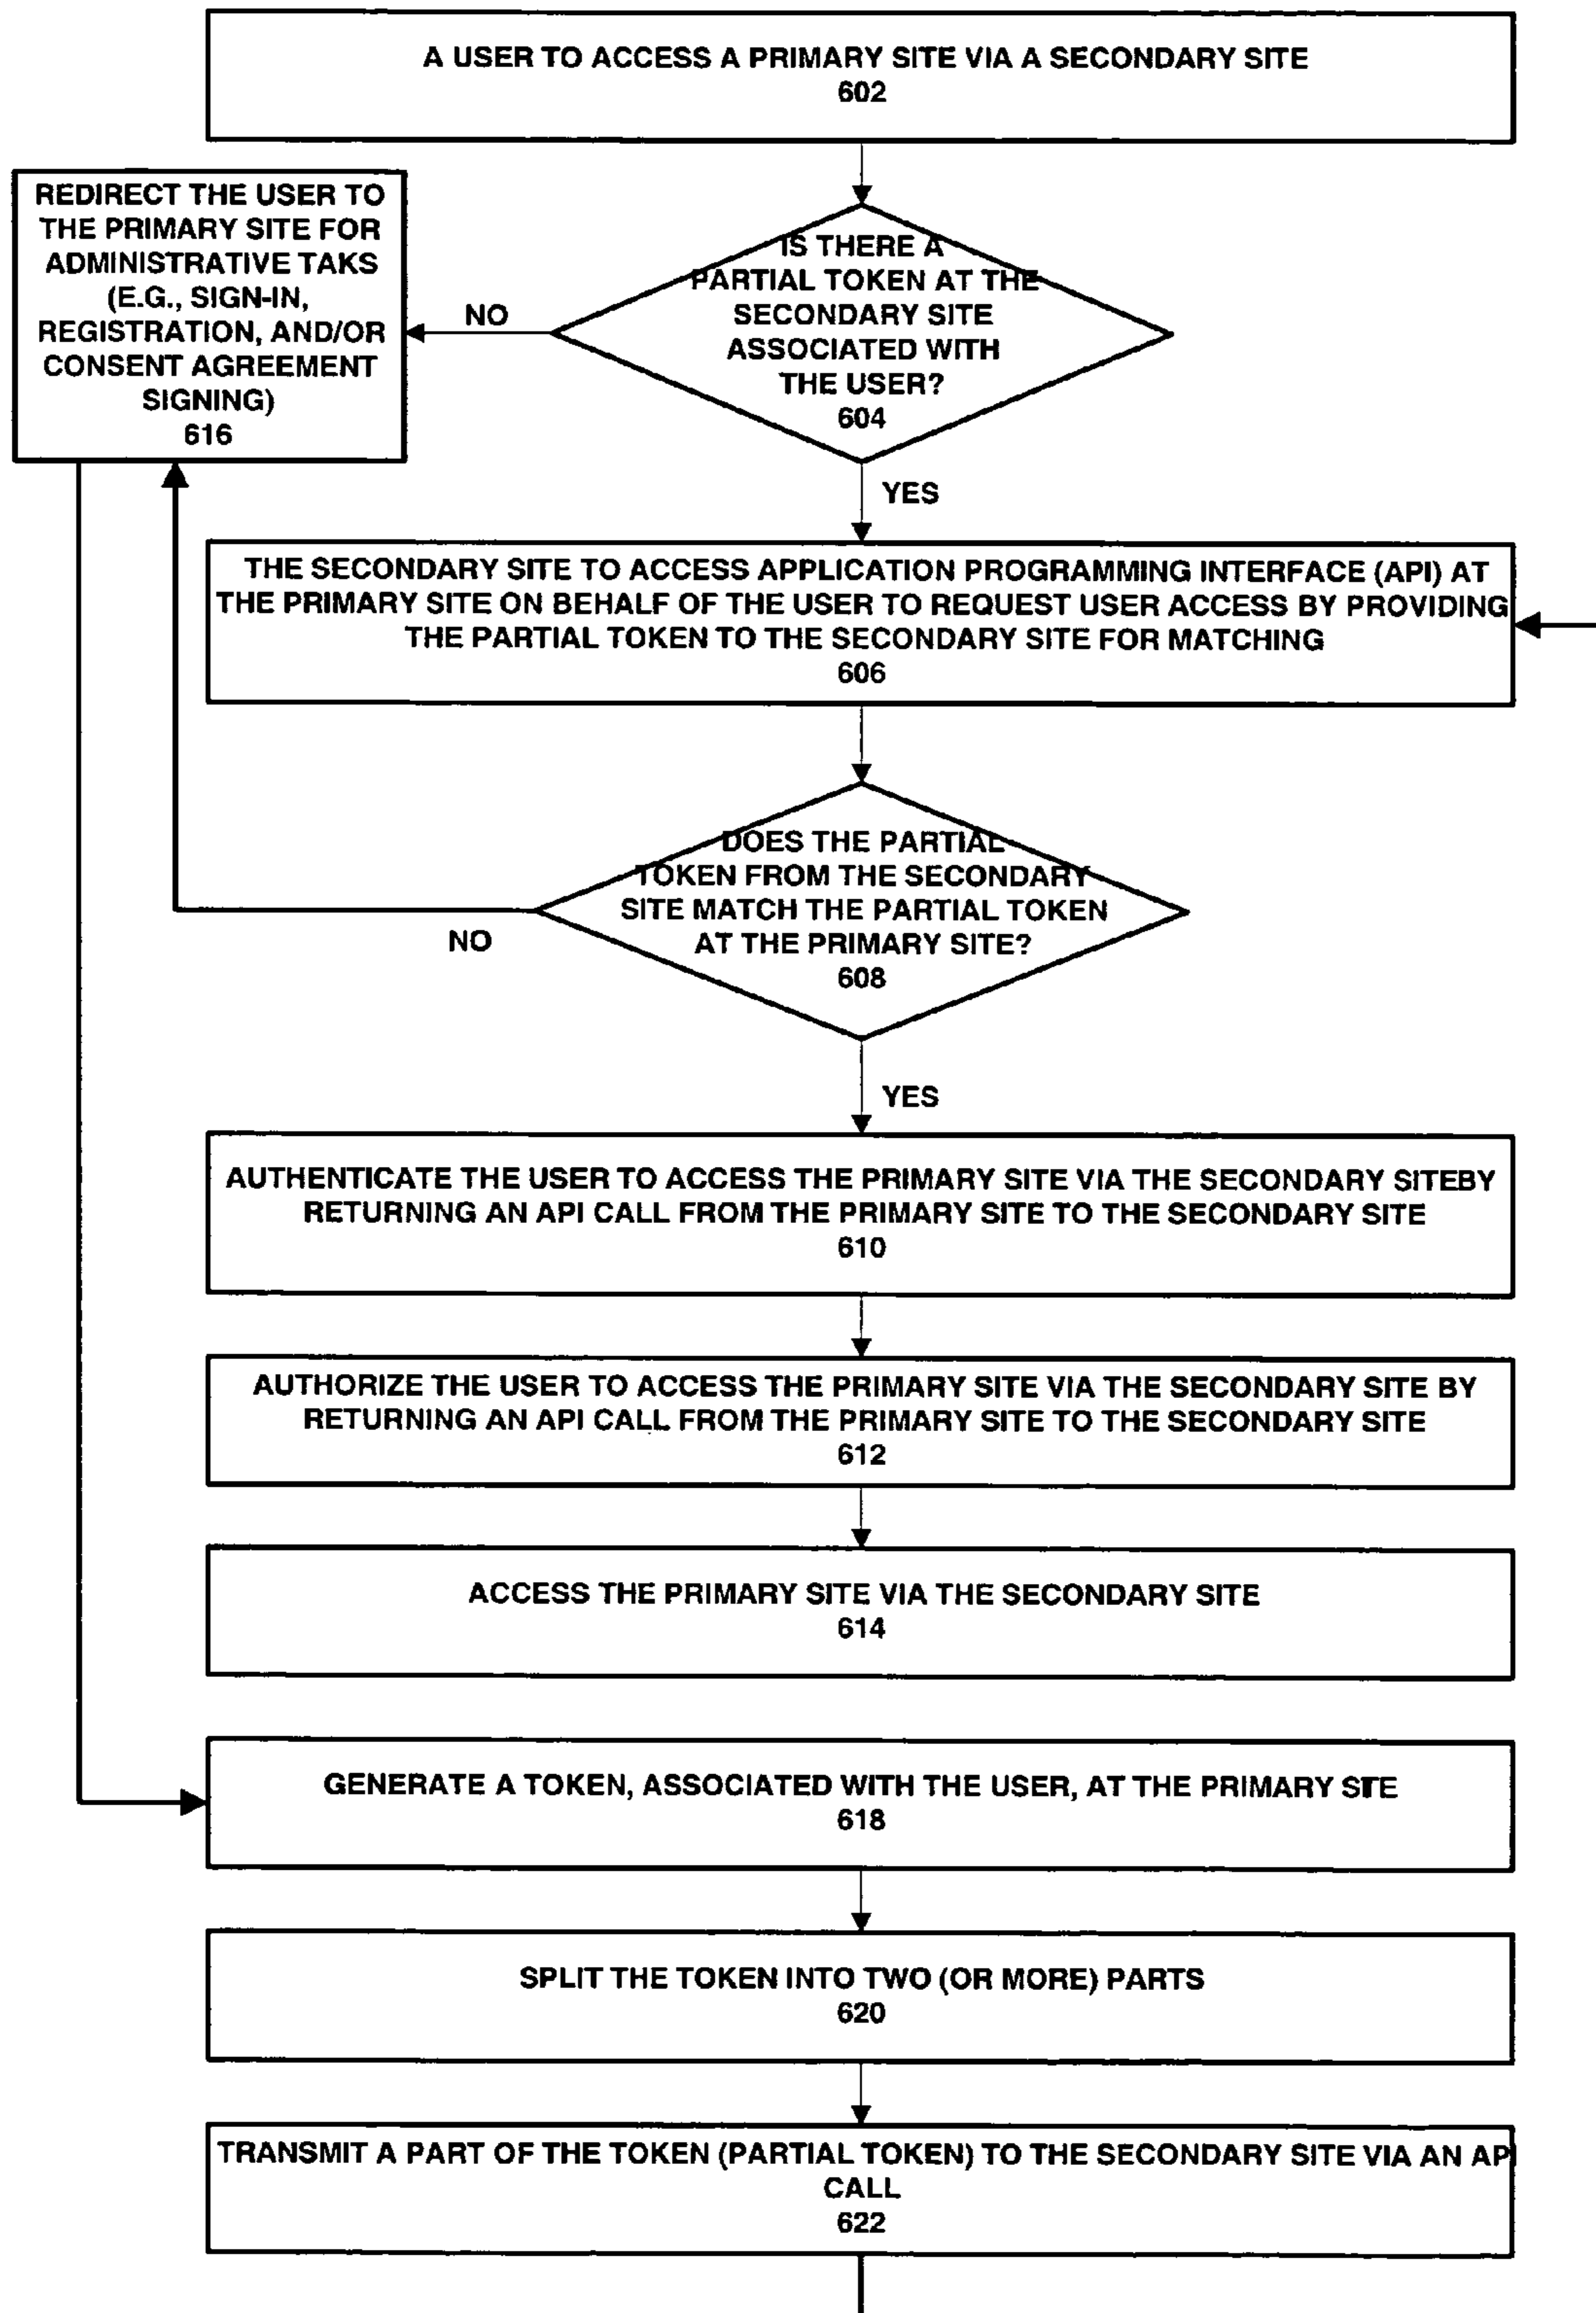 A USER TO ACCESS A PRIMARY SITE VIA A SECONDARY SITE
602
REDIRECT THE USER TO
THE PRIMARY SITE FOR
ADMINISTRATIVE TAKS
(E.G., SIGN-IN,
REGISTRATION, AND/OR
CONSENT AGREEMENT
SIGNING)
616
NO
IS THERE A
PARTIAL TOKEN AT THE
SECONDARY SITE
ASSOCIATED WITH
THE USER?
604
YES
THE SECONDARY SITE TO ACCESS APPLICATION PROGRAMMING INTERFACE (API) AT
THE PRIMARY SITE ON BEHALF OF THE USER TO REQUEST USER ACCESS BY PROVIDING
THE PARTIAL TOKEN TO THE SECONDARY SITE FOR MATCHING
606
DOES THE PARTIAL
TOKEN FROM THE SECONDARY
SITE MATCH THE PARTIAL TOKEN
AT THE PRIMARY SITE?
608
NO
YES
AUTHENTICATE THE USER TO ACCESS THE PRIMARY SITE VIA THE SECONDARY SITEBY
RETURNING AN API CALL FROM THE PRIMARY SITE TO THE SECONDARY SITE
610
AUTHORIZE THE USER TO ACCESS THE PRIMARY SITE VIA THE SECONDARY SITE BY
RETURNING AN API CALL FROM THE PRIMARY SITE TO THE SECONDARY SITE
612
ACCESS THE PRIMARY SITE VIA THE SECONDARY SITE
614
GENERATE A TOKEN, ASSOCIATED WITH THE USER, AT THE PRIMARY STE
618
SPLIT THE TOKEN INTO TWO (OR MORE) PARTS
620
TRANSMIT A PART OF THE TOKEN (PARTIAL TOKEN) TO THE SECONDARY SITE VIA AN API
CALL
622